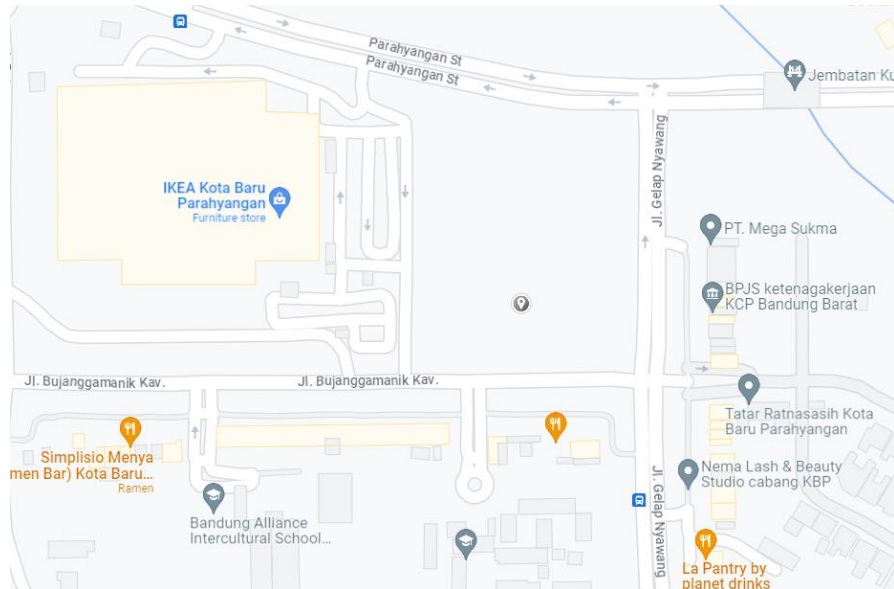 Parahyangan St
Parahyangan St
Jembatan Ku
IKEA Kota Baru
Parahyangan
Furniture store
Jl. Gelap Nyawang
PT. Mega Sukma
BPJS ketenagakerjaan
KCP Bandung Barat
Jl. Bujanggamanik Kav.
Jl. Bujanggamanik Kav.
Tatar Ratnasasih Kota
Baru Parahyangan
Simplisio Menya
men Bar) Kota Baru...
Ramen
Nema Lash & Beauty
Studio cabang KBP
Jl. Gelap Nyawang
Bandung Alliance
Intercultural School...
La Pantry by
planet drinks